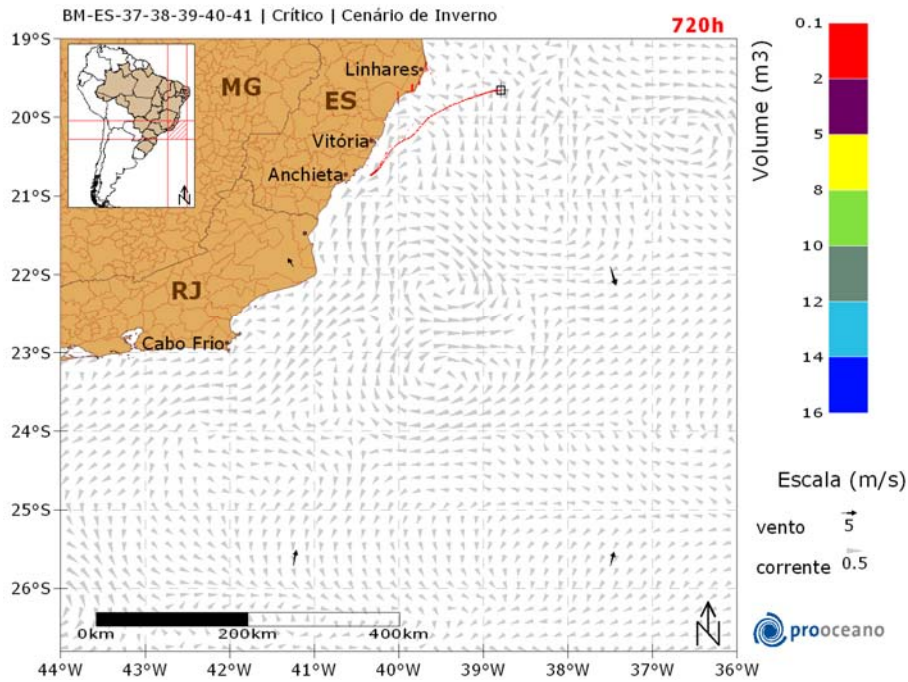 BM-ES-37-38-39-40-41 | Crítico | Cenário de Inverno
720h
19°S
20°S
21°S
22°S
23°S
24°S
25°S
26°S
44°W
43°W
42°W
41°W
40°W
39°W
38°W
37°W
36°W
MG
ES
RJ
Linhares
Vitória
Anchieta
Cabo Frio
N
0km
200km
400km
N
Volume (m3)
0.1
2
5
8
10
12
14
16
Escala (m/s)
vento 5
corrente 0.5
prooceano